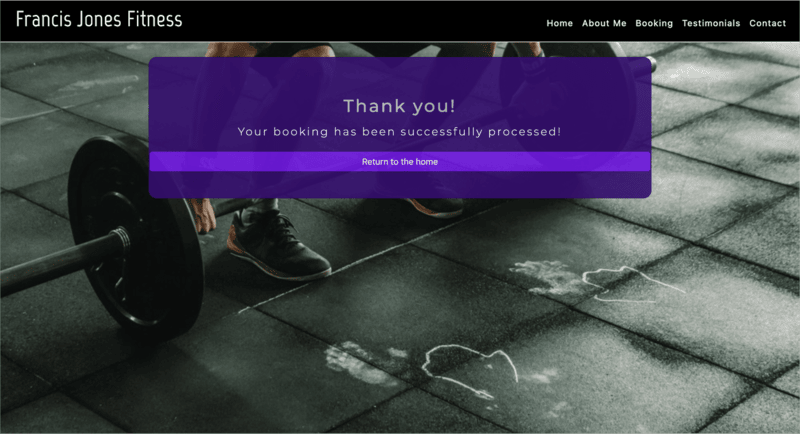 Francis Jones Fitness
Home About Me Booking Testimonials Contact
Thank you!
Your booking has been successfully processed!
Return to the home